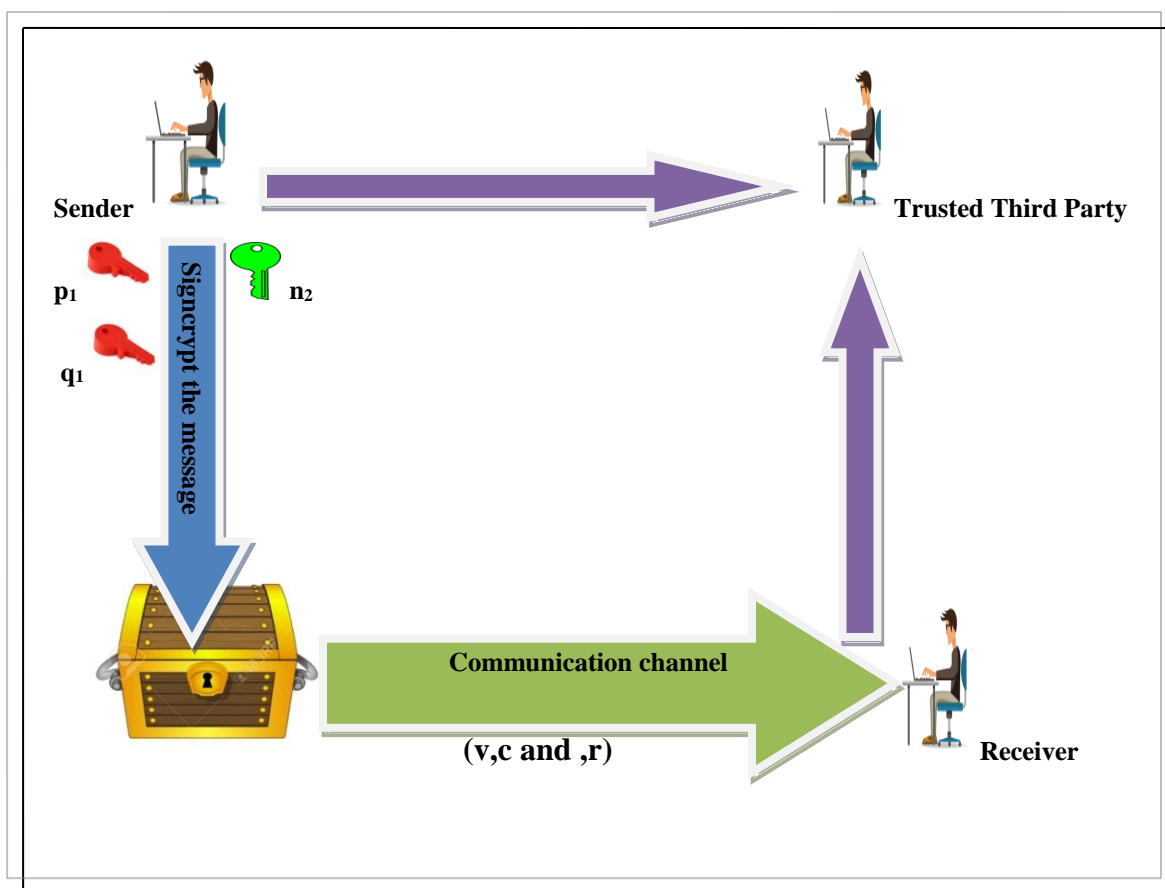 Sender
Trusted Third Party
p₁
n₂
q₁
Signcrypt the message
Communication channel
(v,c and ,r)
Receiver